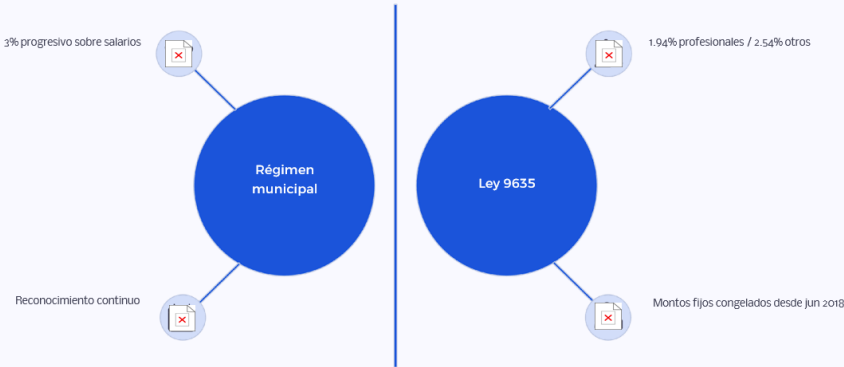 3% progresivo sobre salarios
Régimen
municipal
Reconocimiento continuo
1.94% profesionales / 2.54% otros
Ley 9635
Montos fijos congelados desde jun 2018